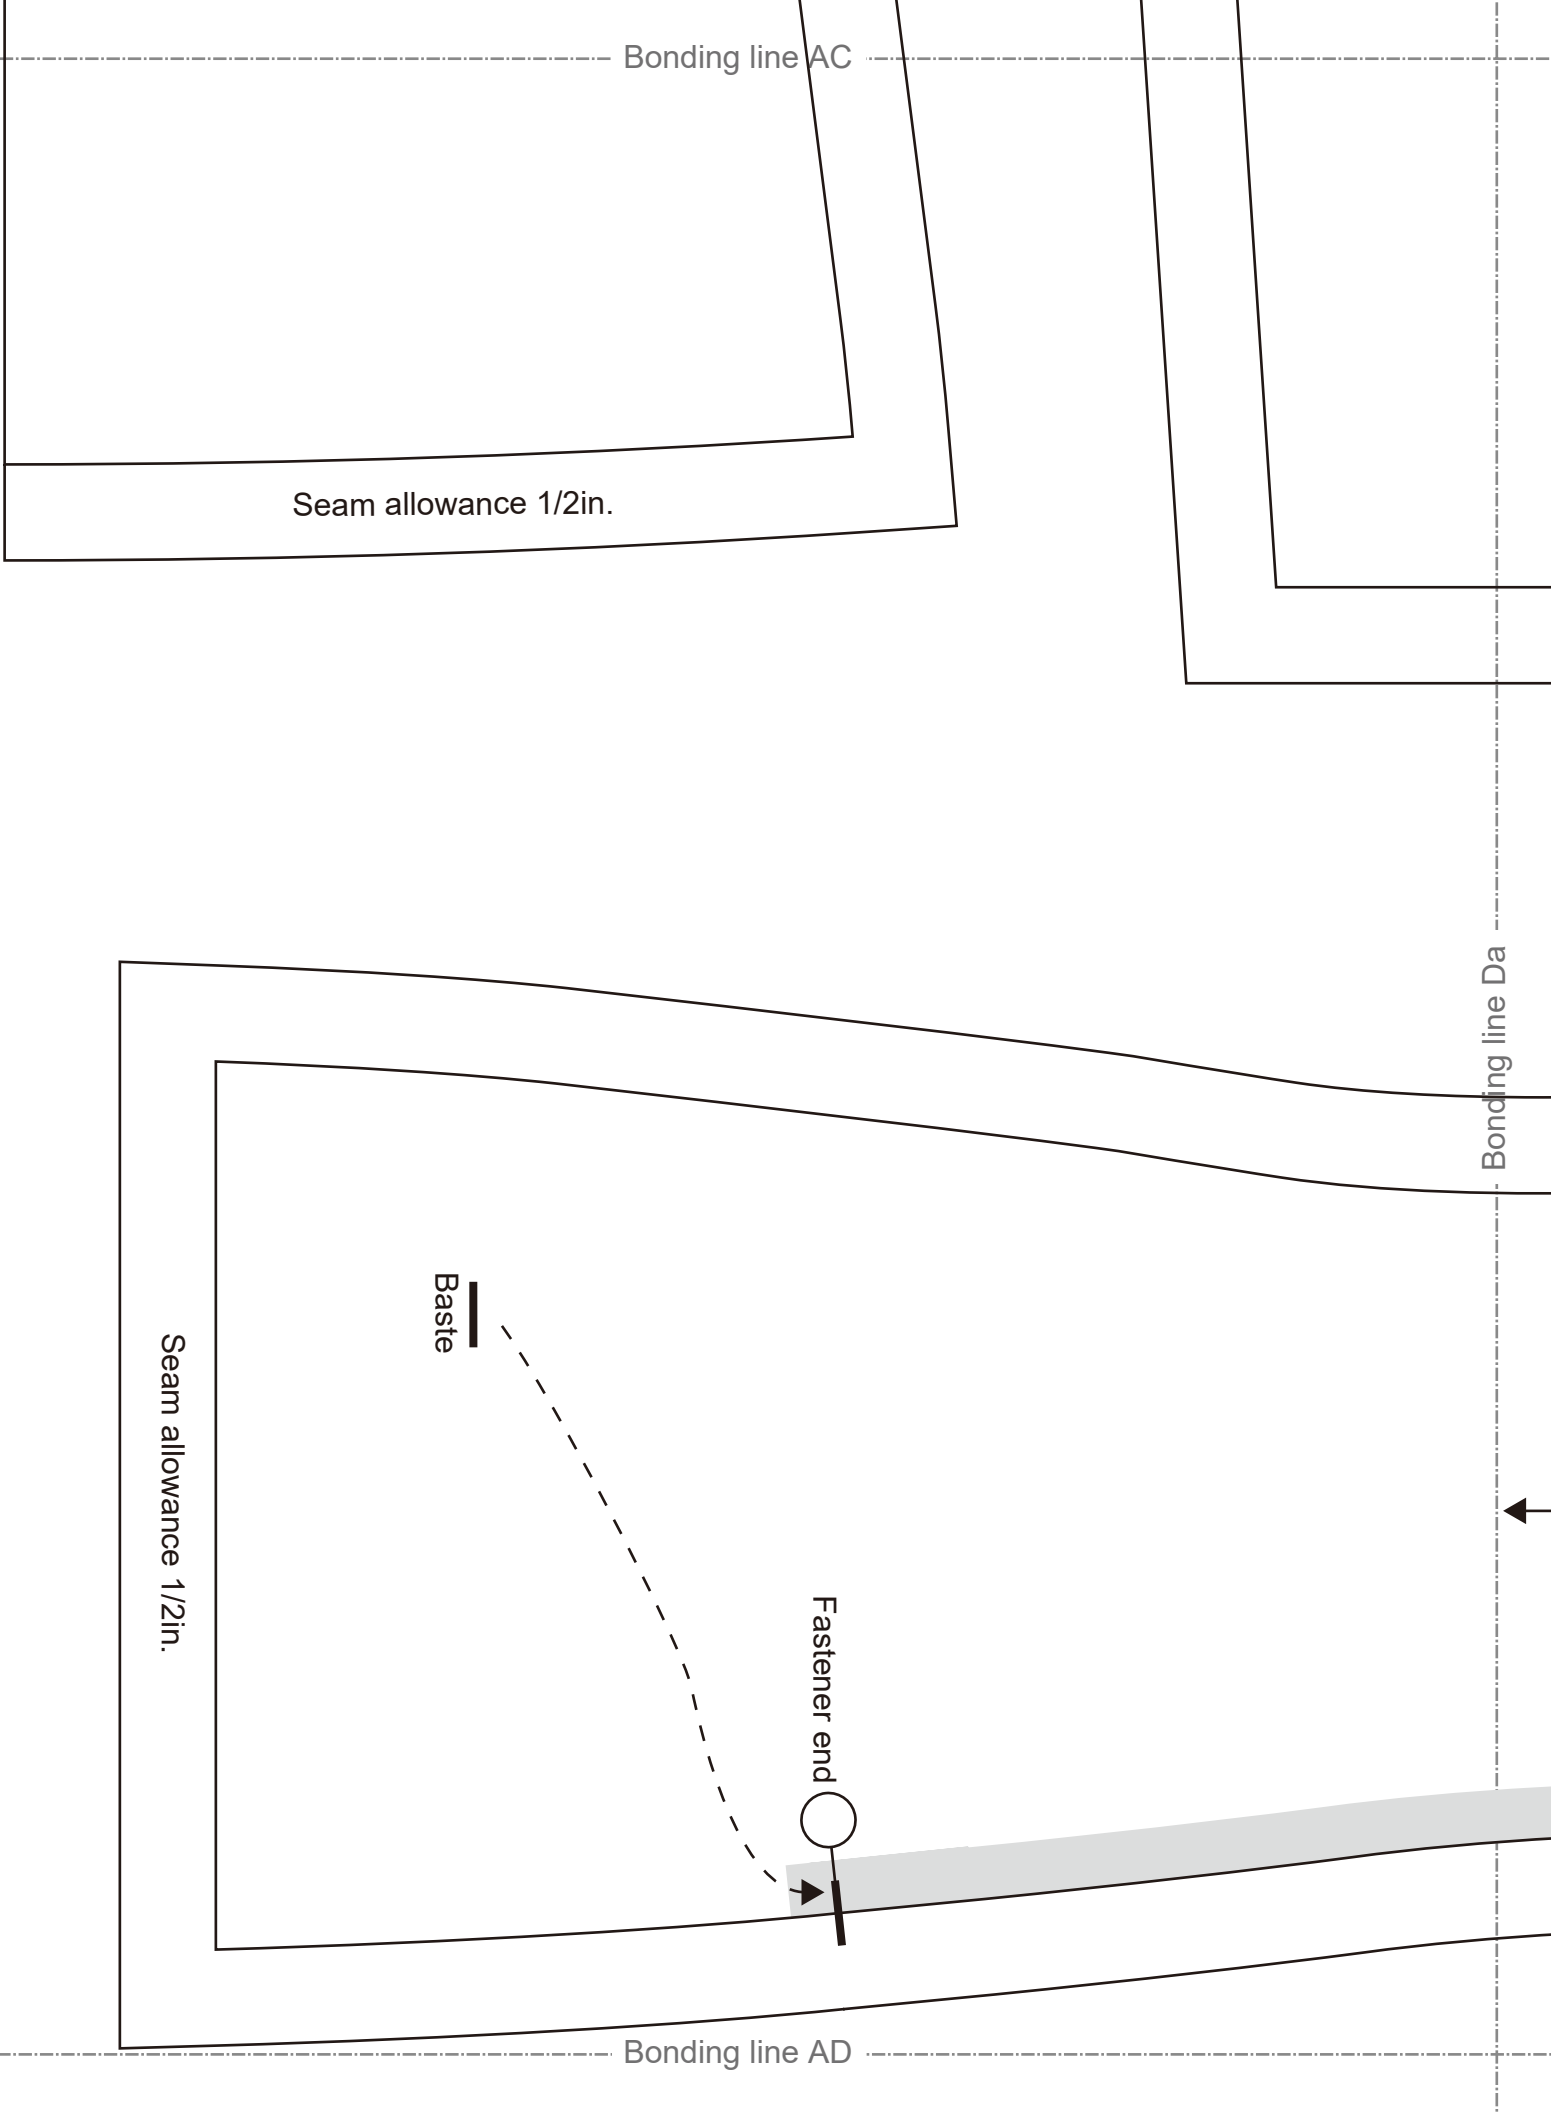 Bonding line AC
Seam allowance 1/2in.
Bonding line Da
Baste
Seam allowance 1/2in.
Fastener end
Bonding line AD